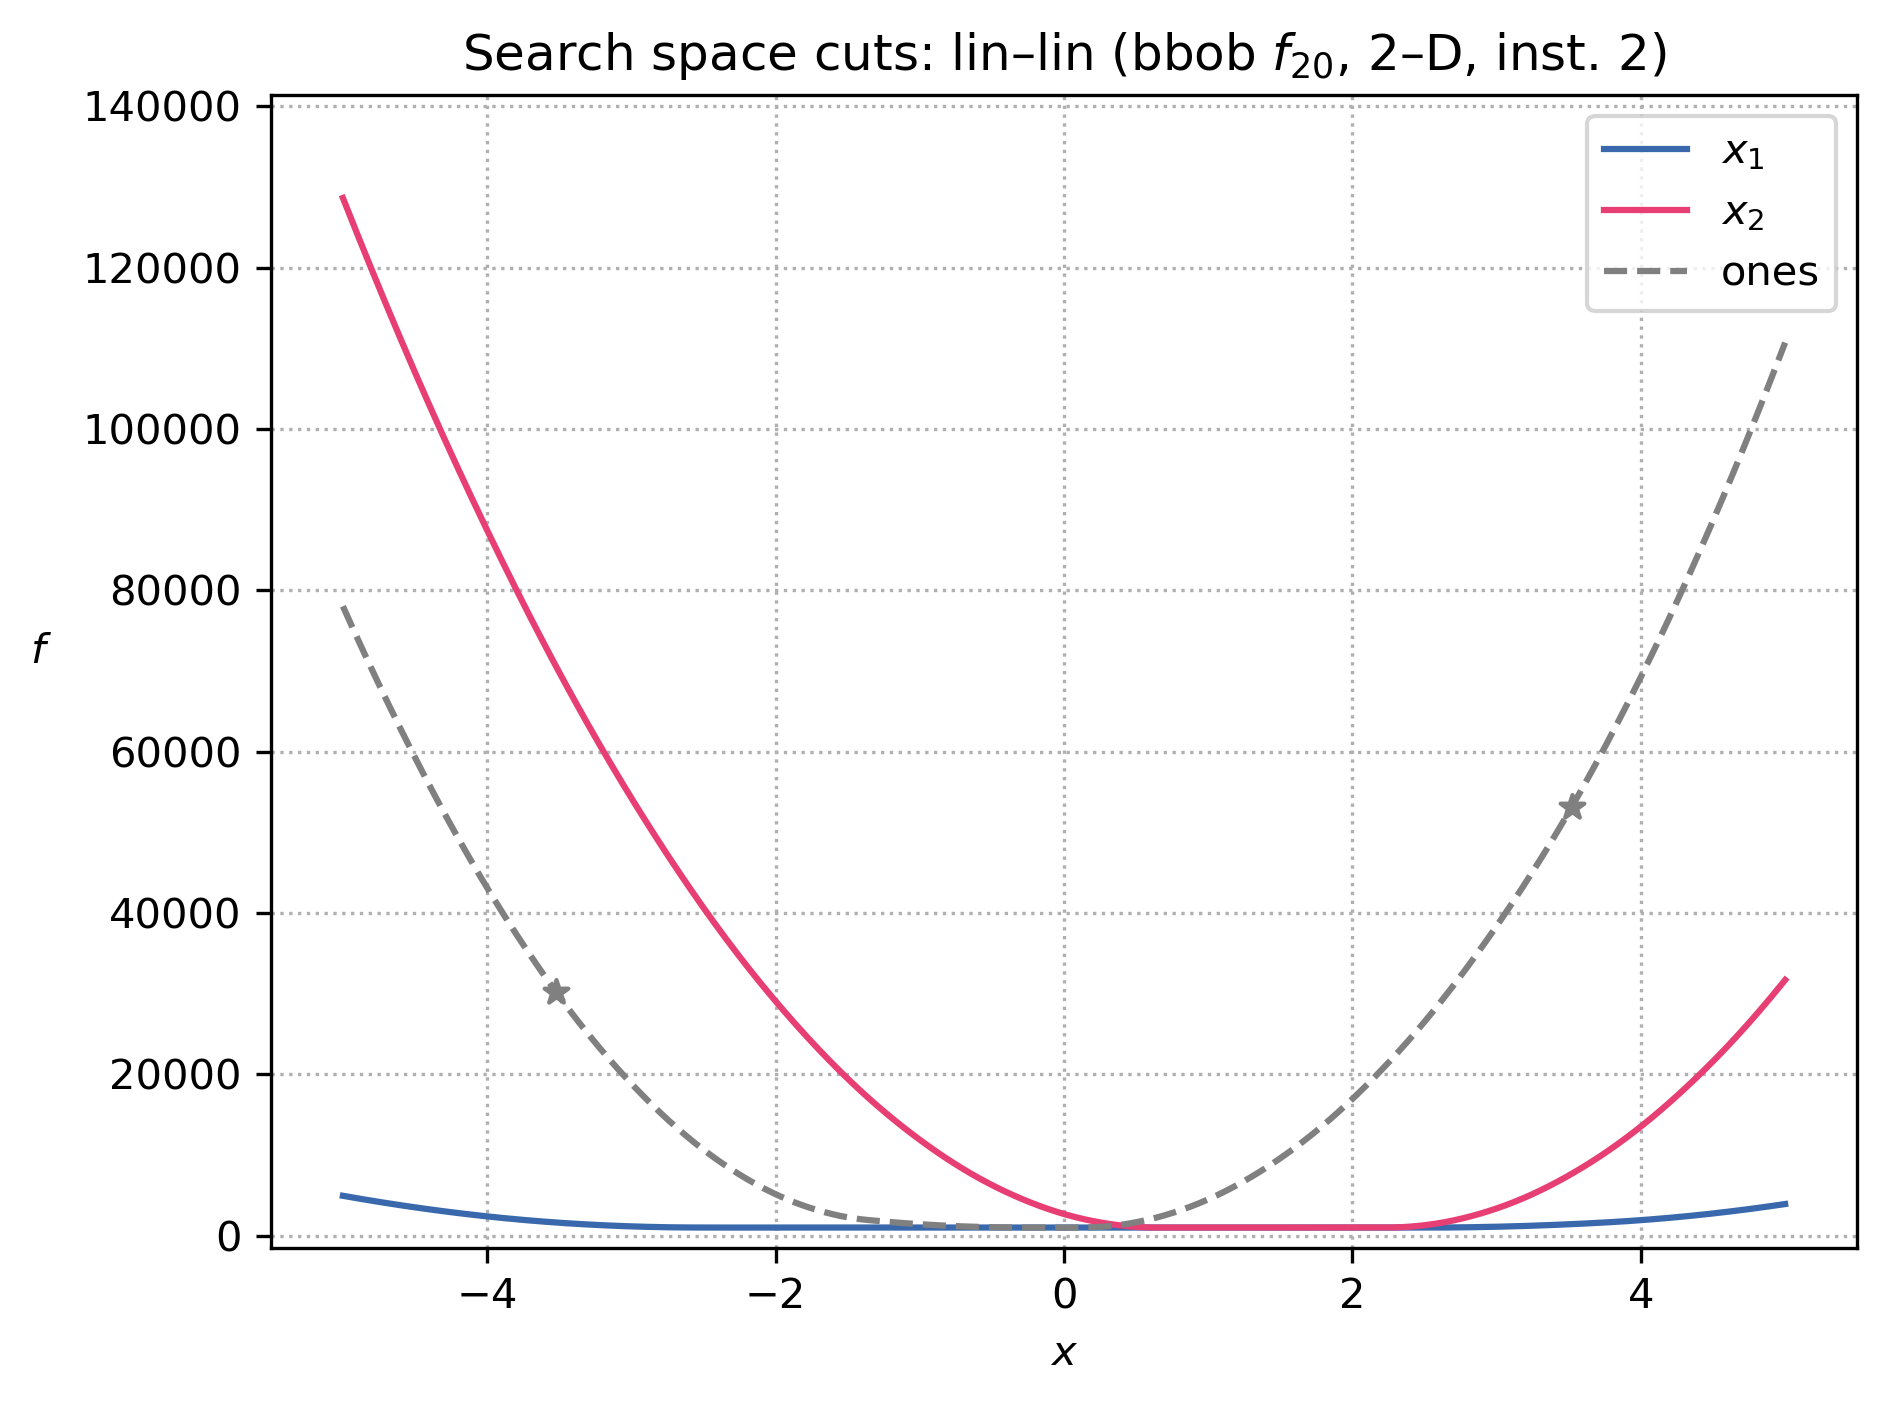 Search space cuts: lin–lin (bbob f₂₀, 2–D, inst. 2)
140000
120000
100000
80000
60000
40000
20000
0
f
x₁
x₂
ones
−4
−2
0
2
4
x